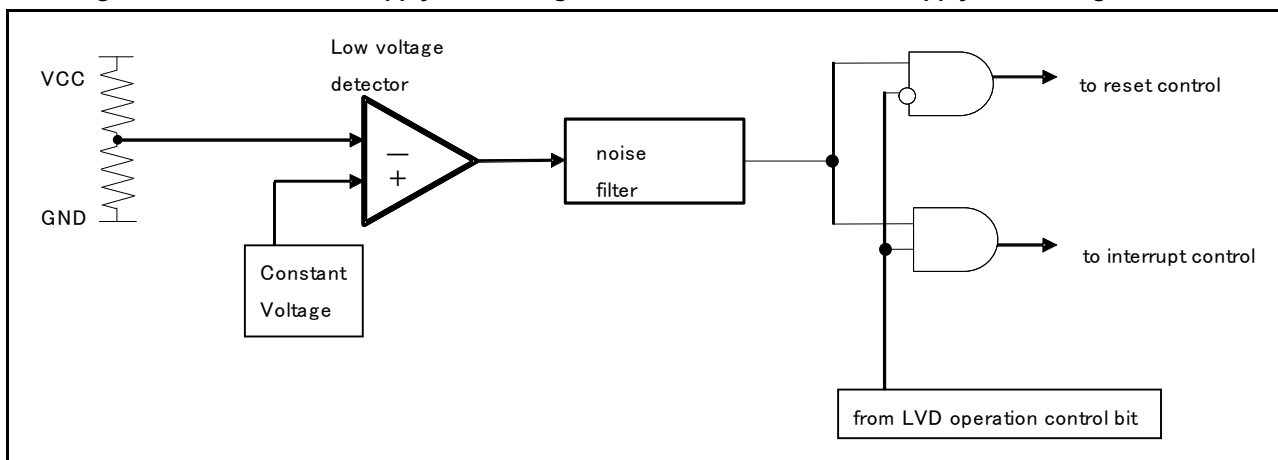 VCC
GND
Low voltage
detector
−
+
Constant
Voltage
noise
filter
to reset control
to interrupt control
from LVD operation control bit